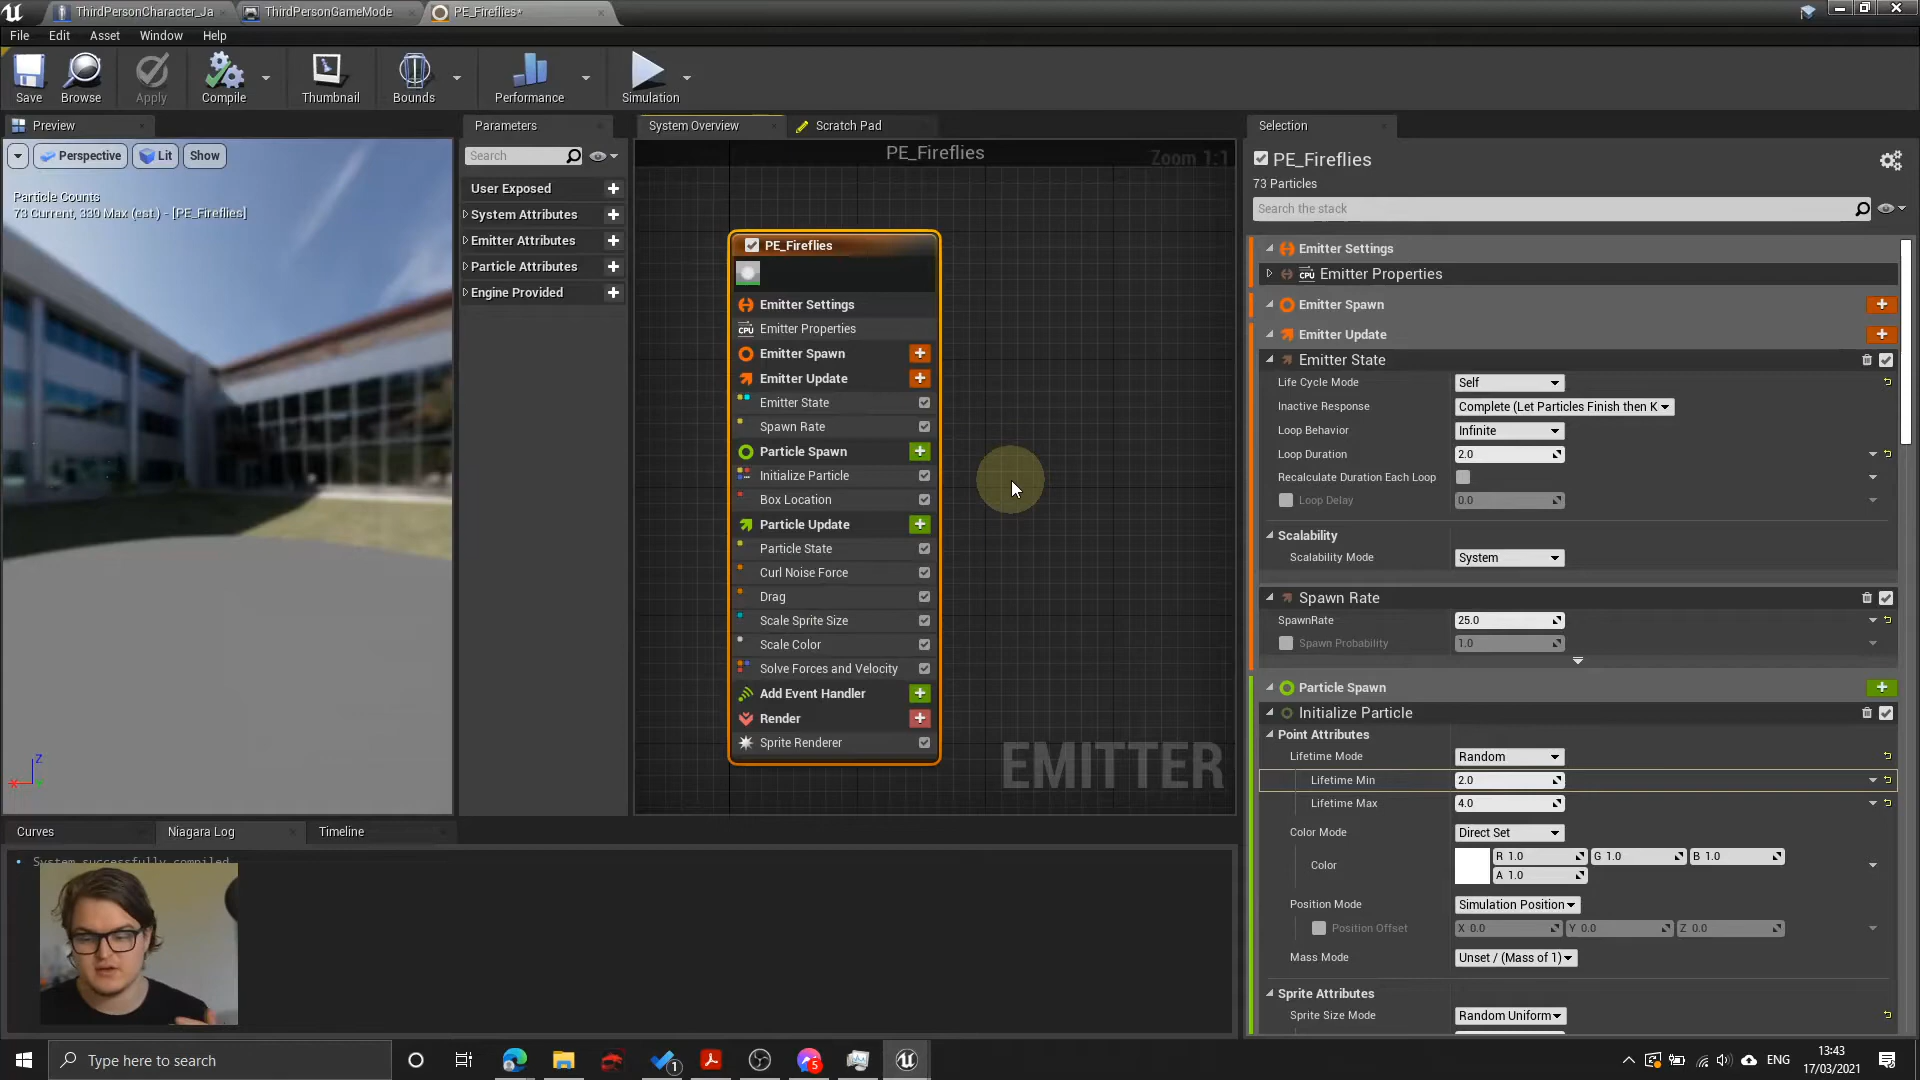 ThirdPersonCharacter_Ja
ThirdPersonGameMode
PE_Fireflies*
File Edit Asset Window Help
Save Browse Apply Compile Thumbnail Bounds Performance Simulation
Preview
Perspective Lit Show
Particle Counts
73 Current, 339 Max (est.) - [PE_Fireflies]
Z
X
Parameters
Search
User Exposed
System Attributes
Emitter Attributes
Particle Attributes
Engine Provided
System Overview Scratch Pad
PE_Fireflies
Zoom 1:1
PE_Fireflies
Emitter Settings
CPU Emitter Properties
Emitter Spawn
Emitter Update
Emitter State
Spawn Rate
Particle Spawn
Initialize Particle
Box Location
Particle Update
Particle State
Curl Noise Force
Drag
Scale Sprite Size
Scale Color
Solve Forces and Velocity
Add Event Handler
Render
Sprite Renderer
EMITTER
Selection
PE_Fireflies
73 Particles
Search the stack
Emitter Settings
CPU Emitter Properties
Emitter Spawn
Emitter Update
Emitter State
Life Cycle Mode Self
Inactive Response Complete (Let Particles Finish then K
Loop Behavior Infinite
Loop Duration 2.0
Recalculate Duration Each Loop
Loop Delay 0.0
Scalability
Scalability Mode System
Spawn Rate
SpawnRate 25.0
Spawn Probability 1.0
Particle Spawn
Initialize Particle
Point Attributes
Lifetime Mode Random
Lifetime Min 2.0
Lifetime Max 4.0
Color Mode Direct Set
Color R 1.0 G 1.0 B 1.0
A 1.0
Position Mode Simulation Position
Position Offset X 0.0 Y 0.0 Z 0.0
Mass Mode Unset / (Mass of 1)
Sprite Attributes
Sprite Size Mode Random Uniform
Curves Niagara Log Timeline
System successfully compiled
Type here to search
1
5
ENG
13:43
17/03/2021